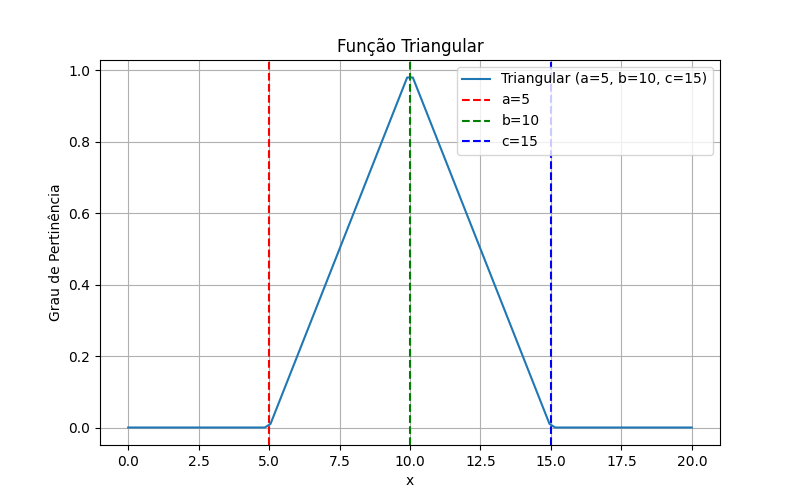 Função Triangular
Triangular (a=5, b=10, c=15)
a=5
b=10
c=15
Grau de Pertinência
1.0
0.8
0.6
0.4
0.2
0.0
0.0 2.5 5.0 7.5 10.0 12.5 15.0 17.5 20.0
x